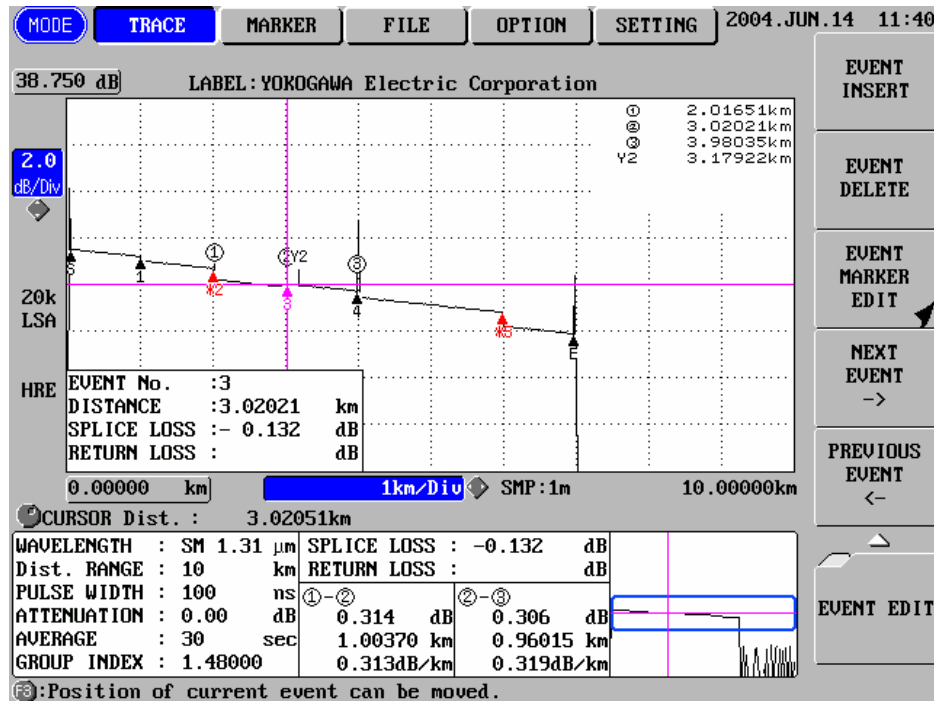 MODE TRACE MARKER FILE OPTION SETTING 2004.JUN.14 11:40
38.750 dB LABEL:YOKOGAWA Electric Corporation
① 2.01651km
② 3.02021km
③ 3.98035km
Y2 3.17922km
2.0
dB/Div
20k
LSA
HRE
① ② Y2 ③
S 1 *2 3 4 *5 E
EVENT No. :3
DISTANCE :3.02021 km
SPLICE LOSS :- 0.132 dB
RETURN LOSS : dB
0.00000 km 1km/Div SMP:1m 10.00000km
CURSOR Dist. : 3.02051km
WAVELENGTH : SM 1.31 μm
Dist. RANGE : 10 km
PULSE WIDTH : 100 ns
ATTENUATION : 0.00 dB
AVERAGE : 30 sec
GROUP INDEX : 1.48000
SPLICE LOSS : -0.132 dB
RETURN LOSS : dB
①-②
0.314 dB
1.00370 km
0.313dB/km
②-③
0.306 dB
0.96015 km
0.319dB/km
F3:Position of current event can be moved.
EVENT
INSERT
EVENT
DELETE
EVENT
MARKER
EDIT
NEXT
EVENT
->
PREVIOUS
EVENT
<-
EVENT EDIT